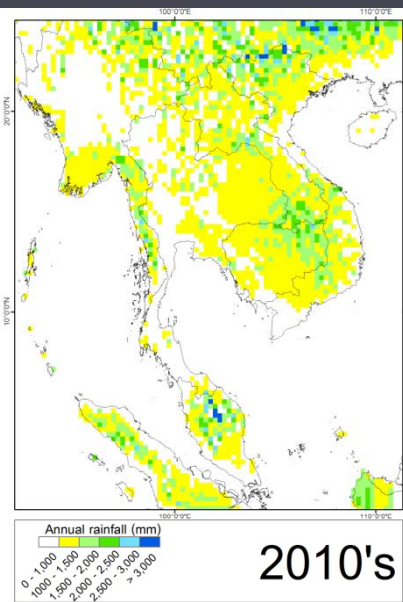 100°0'0"E 110°0'0"E
20°0'0"N
10°0'0"N
100°0'0"E 110°0'0"E
Annual rainfall (mm)
0 - 1,000
1000 - 1,500
1,500 - 2,000
2,000 - 2,500
2,500 - 3,000
> 3,000
2010's